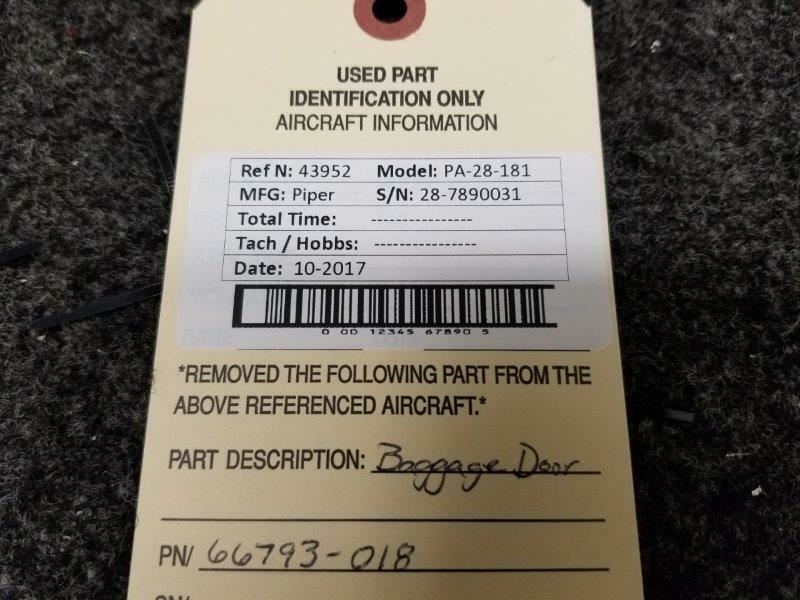 USED PART
IDENTIFICATION ONLY
AIRCRAFT INFORMATION
Ref N: 43952 Model: PA-28-181
MFG: Piper S/N: 28-7890031
Total Time: ----------------
Tach / Hobbs: ----------------
Date: 10-2017
0 00 12345 67890 5
*REMOVED THE FOLLOWING PART FROM THE
ABOVE REFERENCED AIRCRAFT.*
PART DESCRIPTION: Baggage Door
PN/ 66793-018